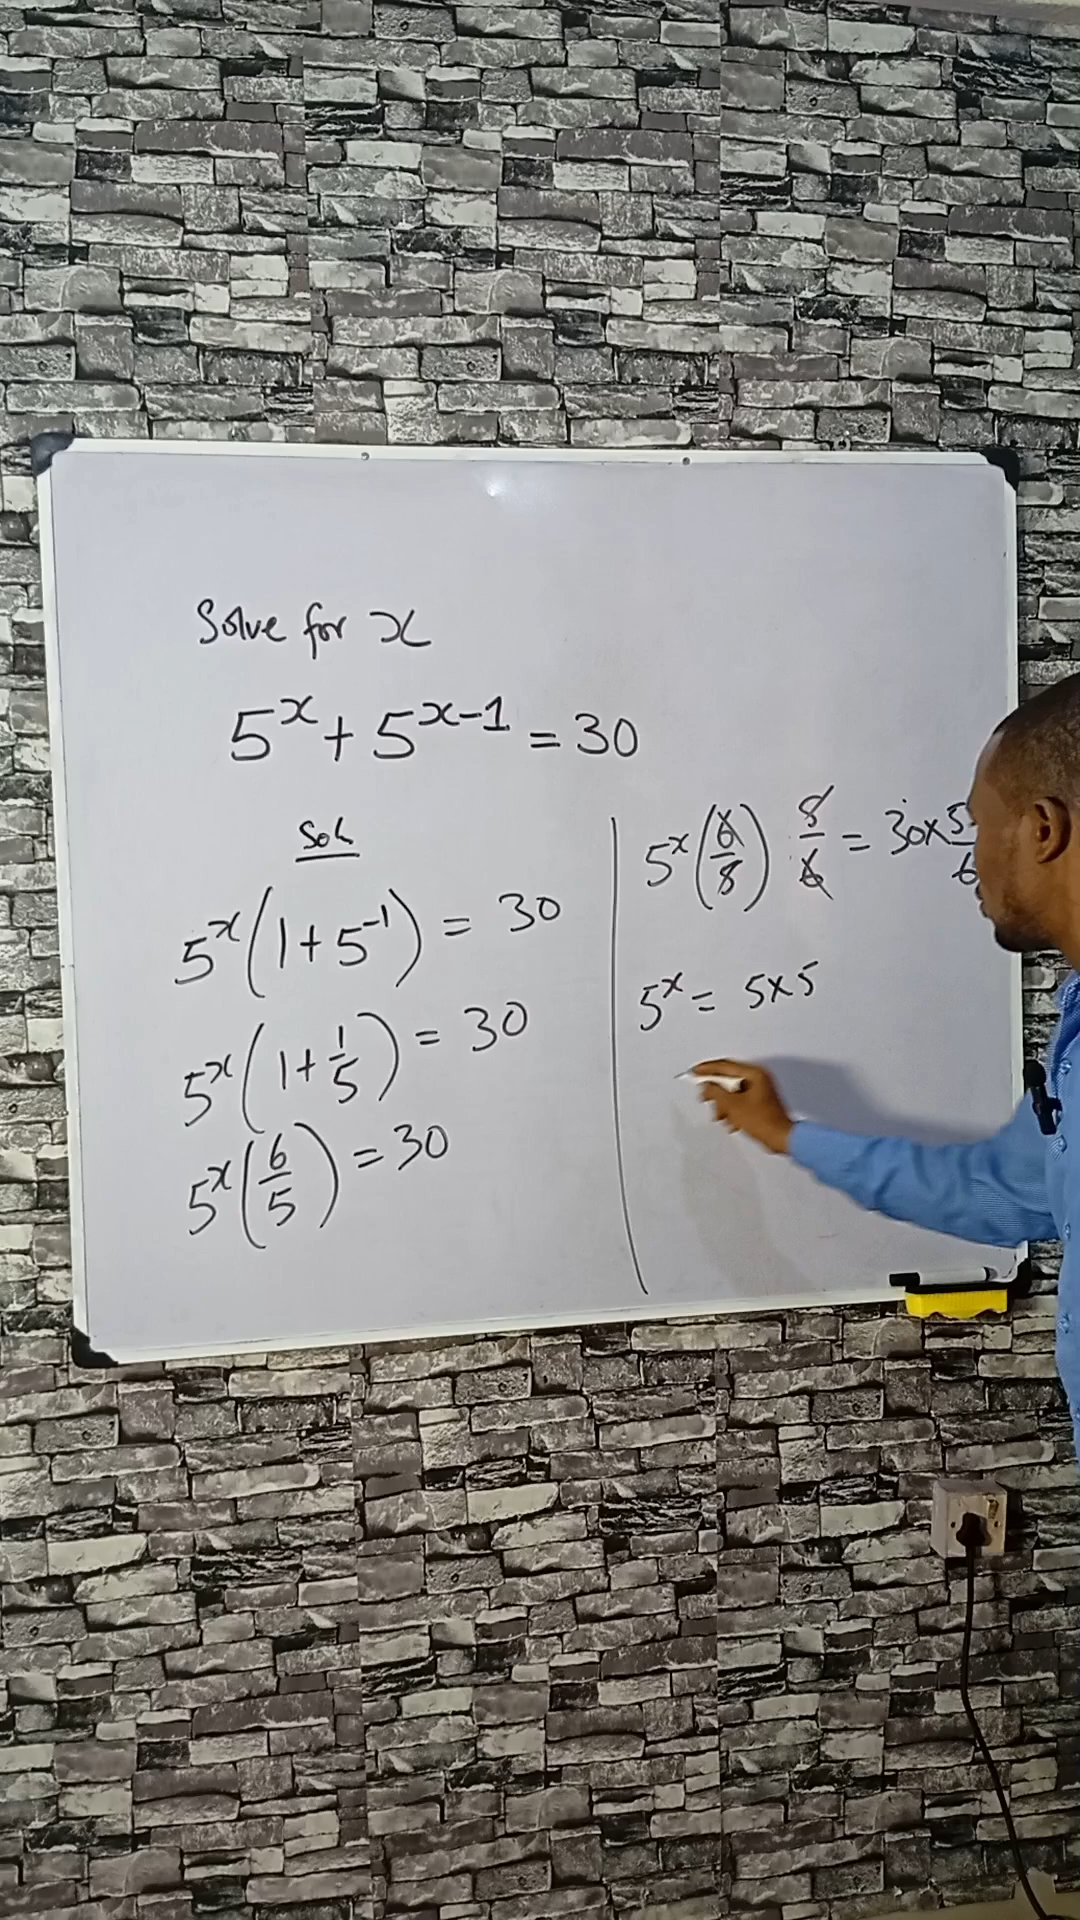 Solve for x
5^x + 5^{x-1} = 30
Soln
5^x (1 + 5^{-1}) = 30
5^x (1 + 1/5) = 30
5^x (6/5) = 30
5^x (6/5) 5/6 = 30 × 5/6
5^x = 5 × 5